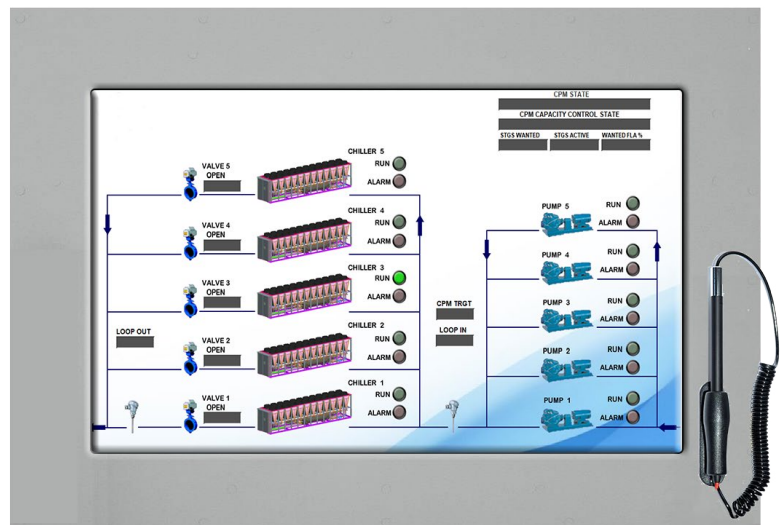 CPM STATE
CPM CAPACITY CONTROL STATE
STGS WANTED STGS ACTIVE WANTED FLA %
CHILLER 5
VALVE 5
OPEN
RUN
ALARM
CHILLER 4
VALVE 4
OPEN
RUN
ALARM
CHILLER 3
VALVE 3
OPEN
RUN
ALARM
CHILLER 2
VALVE 2
OPEN
RUN
ALARM
CHILLER 1
VALVE 1
OPEN
RUN
ALARM
LOOP OUT
CPM TRGT
LOOP IN
PUMP 5
RUN
ALARM
PUMP 4
RUN
ALARM
PUMP 3
RUN
ALARM
PUMP 2
RUN
ALARM
PUMP 1
RUN
ALARM